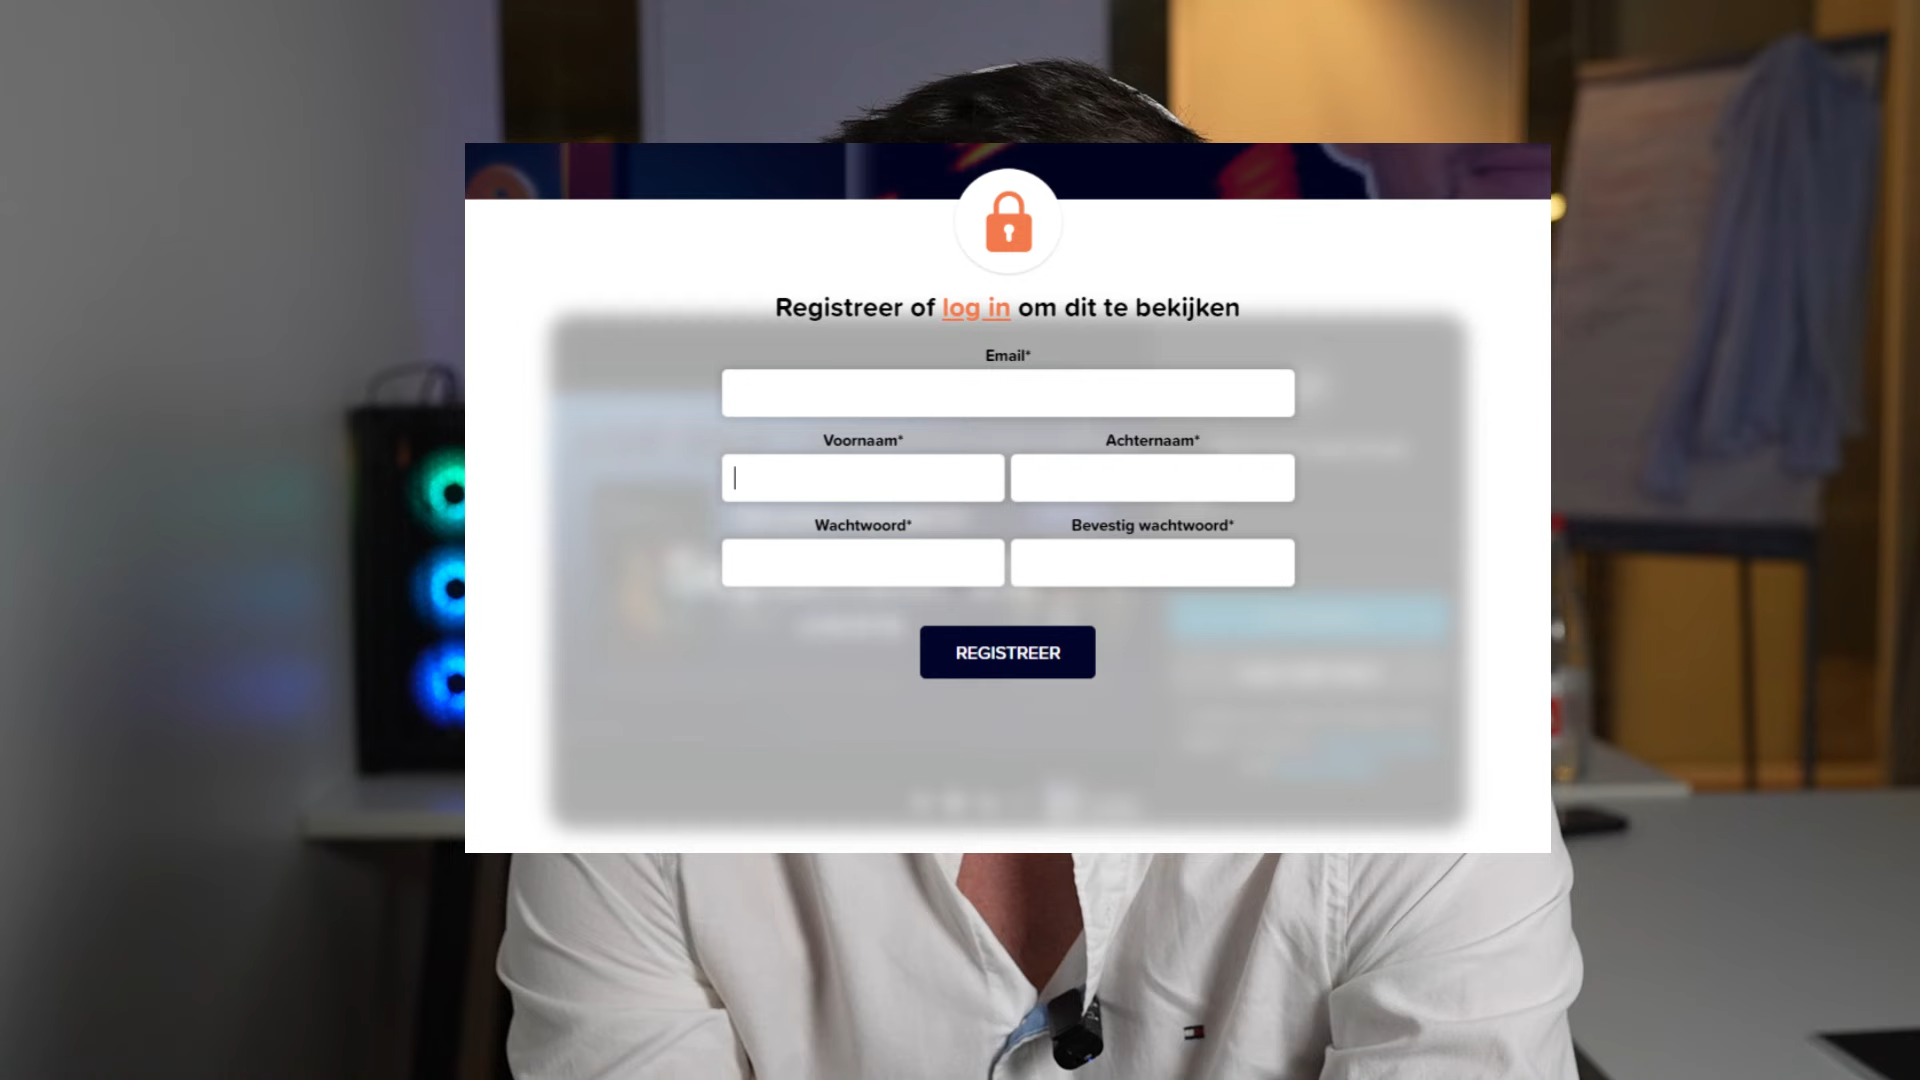 Registreer of log in om dit te bekijken
Email*
Voornaam*
Achternaam*
Wachtwoord*
Bevestig wachtwoord*
REGISTREER